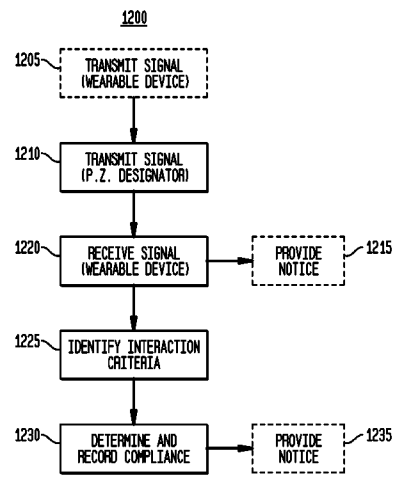 1200
1205
TRANSMIT SIGNAL
(WEARABLE DEVICE)
1210
TRANSMIT SIGNAL
(P.Z. DESIGNATOR)
1220
RECEIVE SIGNAL
(WEARABLE DEVICE)
PROVIDE
NOTICE
1215
1225
IDENTIFY INTERACTION
CRITERIA
1230
DETERMINE AND
RECORD COMPLIANCE
PROVIDE
NOTICE
1235